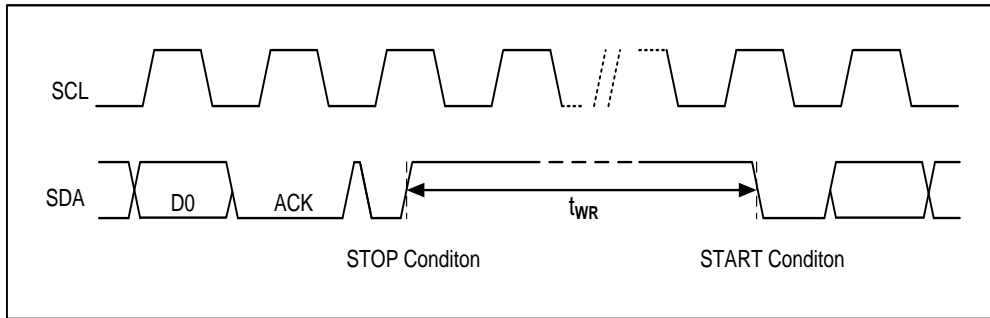 SCL
SDA
D0
ACK
tWR
STOP Conditon
START Conditon